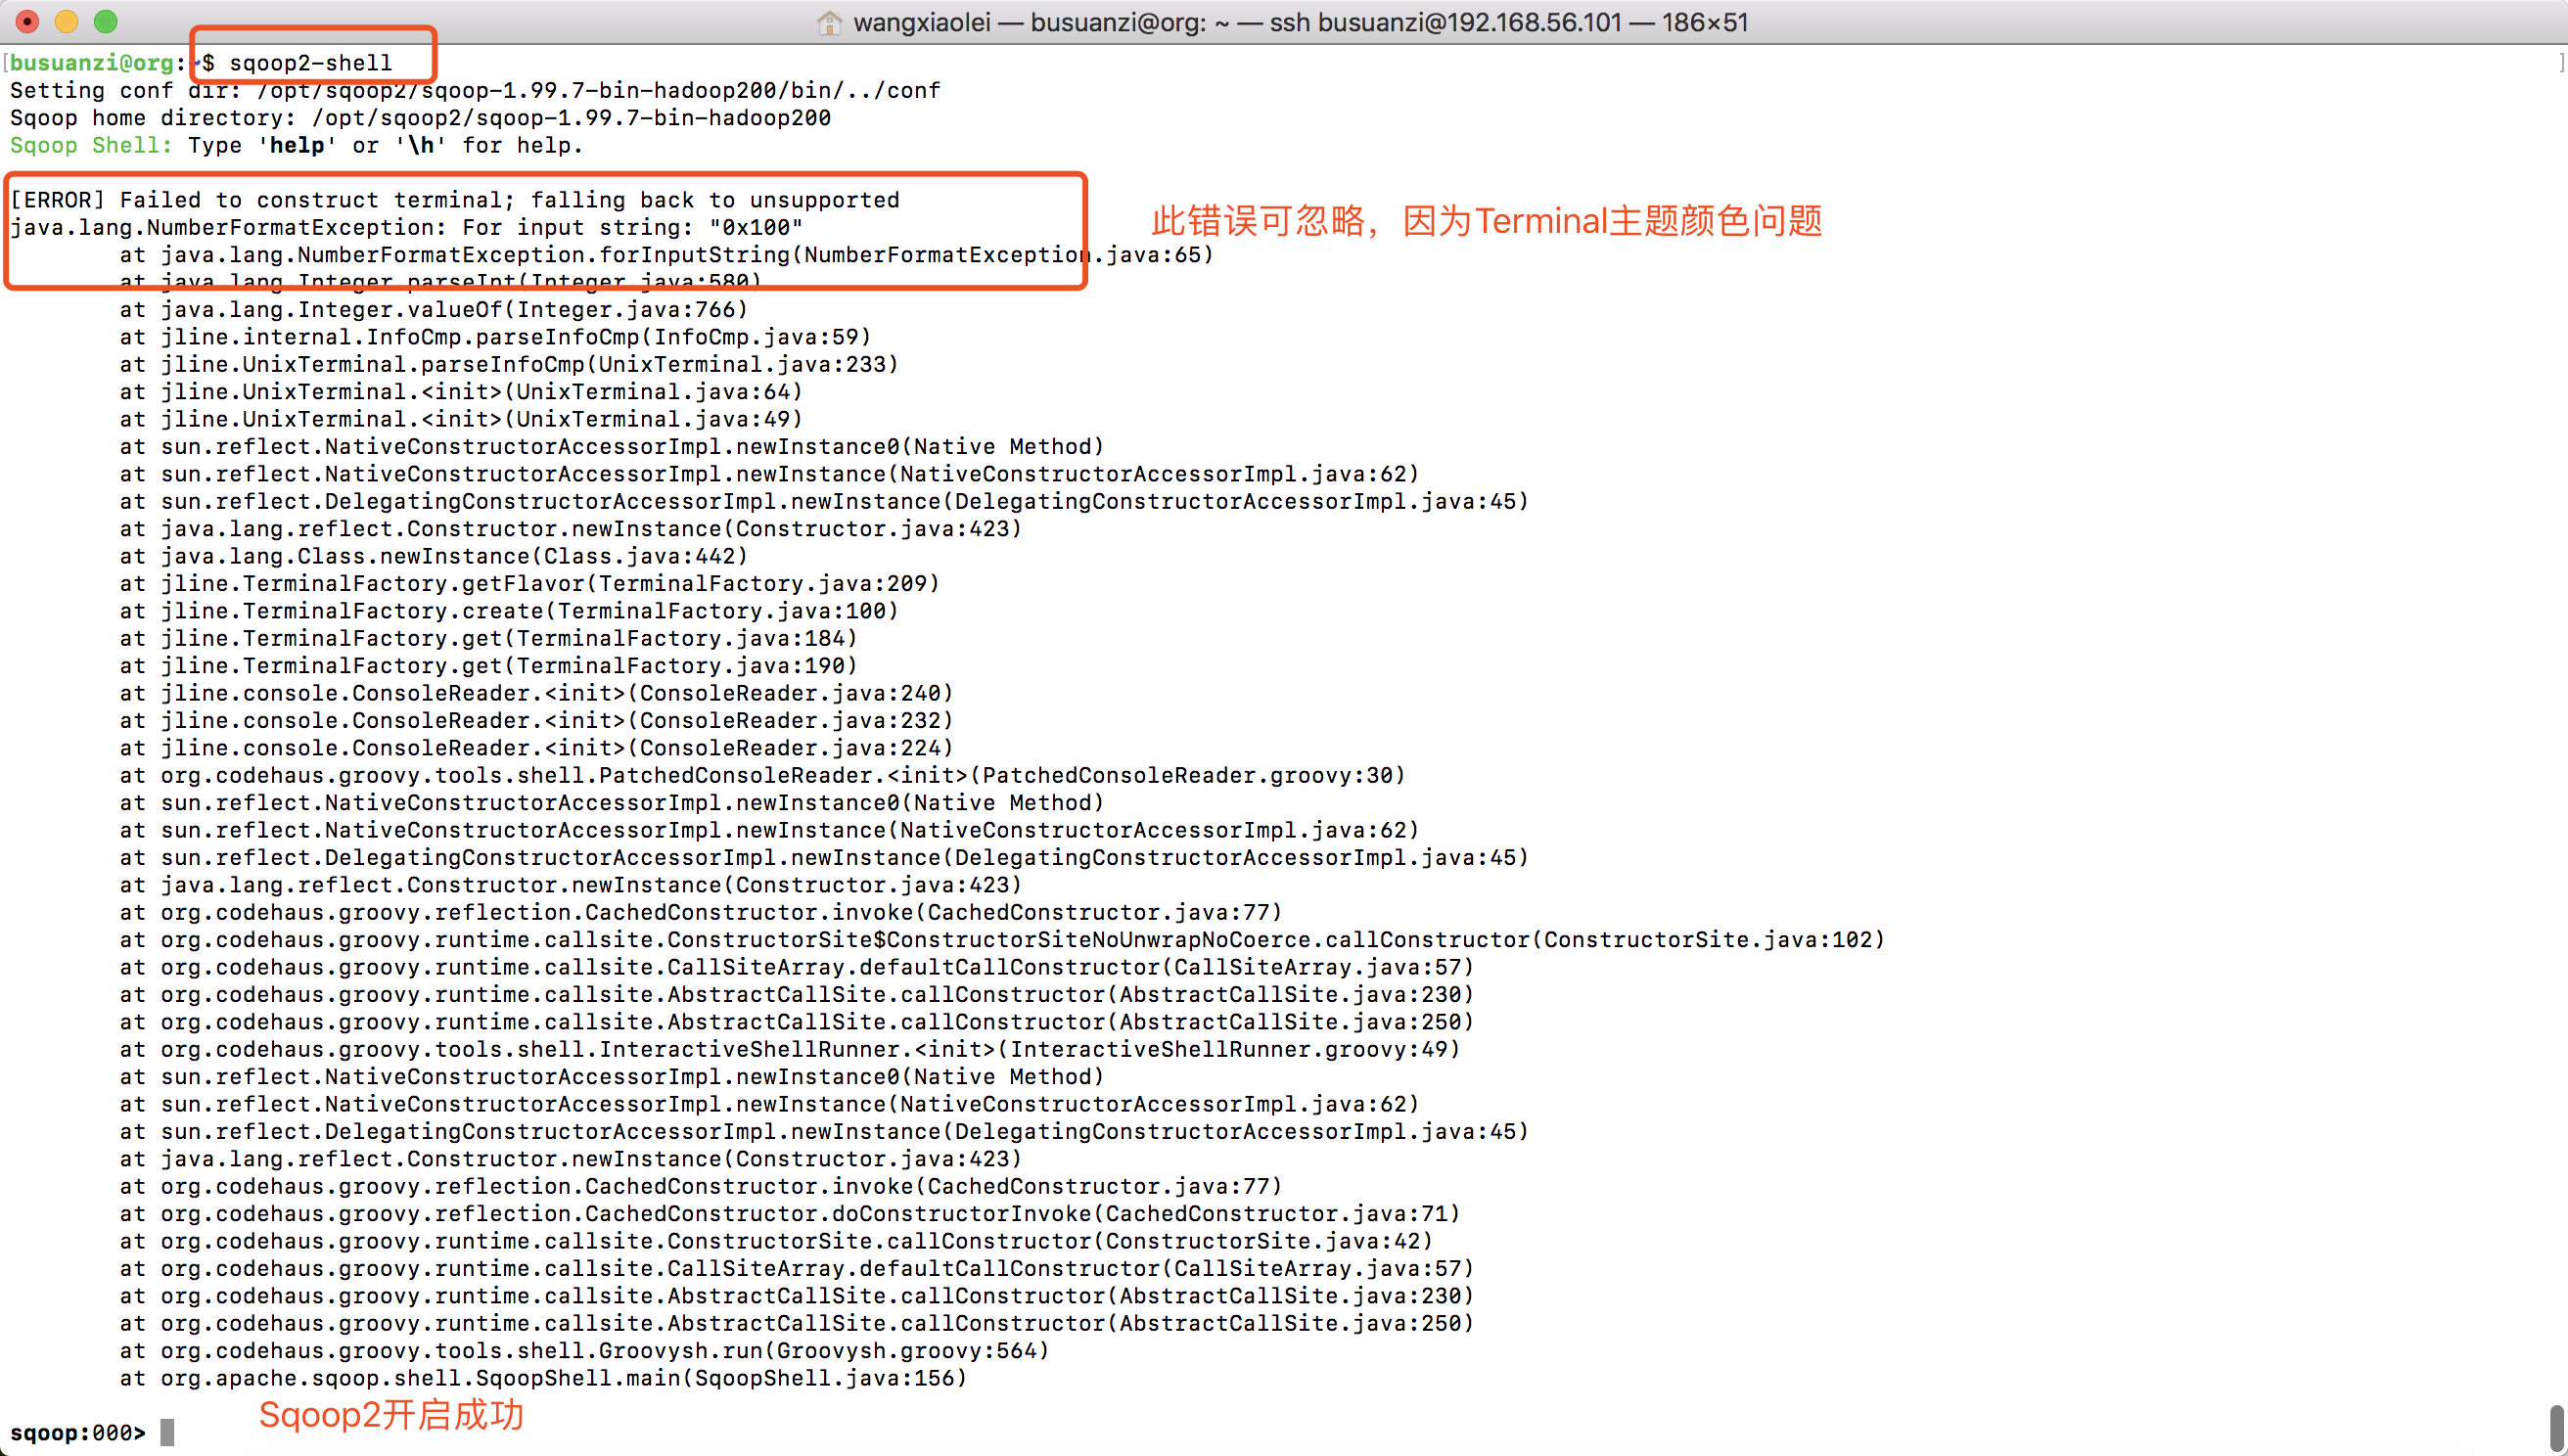 wangxiaolei — busuanzi@org: ~ — ssh busuanzi@192.168.56.101 — 186×51
[busuanzi@org:~$ sqoop2-shell ]
Setting conf dir: /opt/sqoop2/sqoop-1.99.7-bin-hadoop200/bin/../conf
Sqoop home directory: /opt/sqoop2/sqoop-1.99.7-bin-hadoop200
Sqoop Shell: Type 'help' or '\h' for help.
[ERROR] Failed to construct terminal; falling back to unsupported
java.lang.NumberFormatException: For input string: "0x100"
此错误可忽略，因为Terminal主题颜色问题
at java.lang.NumberFormatException.forInputString(NumberFormatException.java:65)
at java.lang.Integer.parseInt(Integer.java:580)
at java.lang.Integer.valueOf(Integer.java:766)
at jline.internal.InfoCmp.parseInfoCmp(InfoCmp.java:59)
at jline.UnixTerminal.parseInfoCmp(UnixTerminal.java:233)
at jline.UnixTerminal.<init>(UnixTerminal.java:64)
at jline.UnixTerminal.<init>(UnixTerminal.java:49)
at sun.reflect.NativeConstructorAccessorImpl.newInstance0(Native Method)
at sun.reflect.NativeConstructorAccessorImpl.newInstance(NativeConstructorAccessorImpl.java:62)
at sun.reflect.DelegatingConstructorAccessorImpl.newInstance(DelegatingConstructorAccessorImpl.java:45)
at java.lang.reflect.Constructor.newInstance(Constructor.java:423)
at java.lang.Class.newInstance(Class.java:442)
at jline.TerminalFactory.getFlavor(TerminalFactory.java:209)
at jline.TerminalFactory.create(TerminalFactory.java:100)
at jline.TerminalFactory.get(TerminalFactory.java:184)
at jline.TerminalFactory.get(TerminalFactory.java:190)
at jline.console.ConsoleReader.<init>(ConsoleReader.java:240)
at jline.console.ConsoleReader.<init>(ConsoleReader.java:232)
at jline.console.ConsoleReader.<init>(ConsoleReader.java:224)
at org.codehaus.groovy.tools.shell.PatchedConsoleReader.<init>(PatchedConsoleReader.groovy:30)
at sun.reflect.NativeConstructorAccessorImpl.newInstance0(Native Method)
at sun.reflect.NativeConstructorAccessorImpl.newInstance(NativeConstructorAccessorImpl.java:62)
at sun.reflect.DelegatingConstructorAccessorImpl.newInstance(DelegatingConstructorAccessorImpl.java:45)
at java.lang.reflect.Constructor.newInstance(Constructor.java:423)
at org.codehaus.groovy.reflection.CachedConstructor.invoke(CachedConstructor.java:77)
at org.codehaus.groovy.runtime.callsite.ConstructorSite$ConstructorSiteNoUnwrapNoCoerce.callConstructor(ConstructorSite.java:102)
at org.codehaus.groovy.runtime.callsite.CallSiteArray.defaultCallConstructor(CallSiteArray.java:57)
at org.codehaus.groovy.runtime.callsite.AbstractCallSite.callConstructor(AbstractCallSite.java:230)
at org.codehaus.groovy.runtime.callsite.AbstractCallSite.callConstructor(AbstractCallSite.java:250)
at org.codehaus.groovy.tools.shell.InteractiveShellRunner.<init>(InteractiveShellRunner.groovy:49)
at sun.reflect.NativeConstructorAccessorImpl.newInstance0(Native Method)
at sun.reflect.NativeConstructorAccessorImpl.newInstance(NativeConstructorAccessorImpl.java:62)
at sun.reflect.DelegatingConstructorAccessorImpl.newInstance(DelegatingConstructorAccessorImpl.java:45)
at java.lang.reflect.Constructor.newInstance(Constructor.java:423)
at org.codehaus.groovy.reflection.CachedConstructor.invoke(CachedConstructor.java:77)
at org.codehaus.groovy.reflection.CachedConstructor.doConstructorInvoke(CachedConstructor.java:71)
at org.codehaus.groovy.runtime.callsite.ConstructorSite.callConstructor(ConstructorSite.java:42)
at org.codehaus.groovy.runtime.callsite.CallSiteArray.defaultCallConstructor(CallSiteArray.java:57)
at org.codehaus.groovy.runtime.callsite.AbstractCallSite.callConstructor(AbstractCallSite.java:230)
at org.codehaus.groovy.runtime.callsite.AbstractCallSite.callConstructor(AbstractCallSite.java:250)
at org.codehaus.groovy.tools.shell.Groovysh.run(Groovysh.groovy:564)
at org.apache.sqoop.shell.SqoopShell.main(SqoopShell.java:156)
Sqoop2开启成功
sqoop:000>